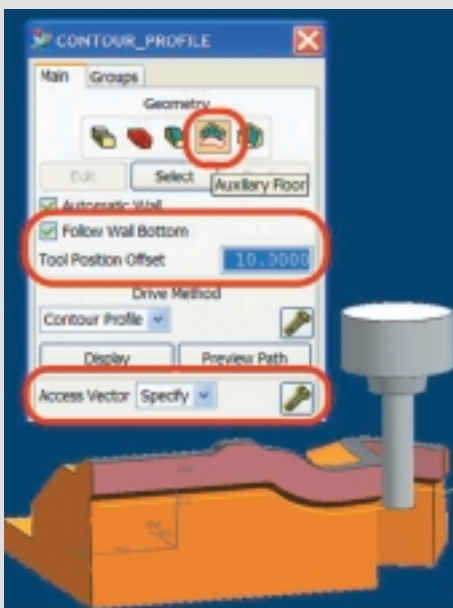 CONTOUR_PROFILE
Main Groups
Geometry
Edit Select
Auxiliary Floor
Automatic Wall
Follow Wall Bottom
Tool Position Offset 10.0000
Drive Method
Contour Profile
Display Preview Path
Access Vector Specify